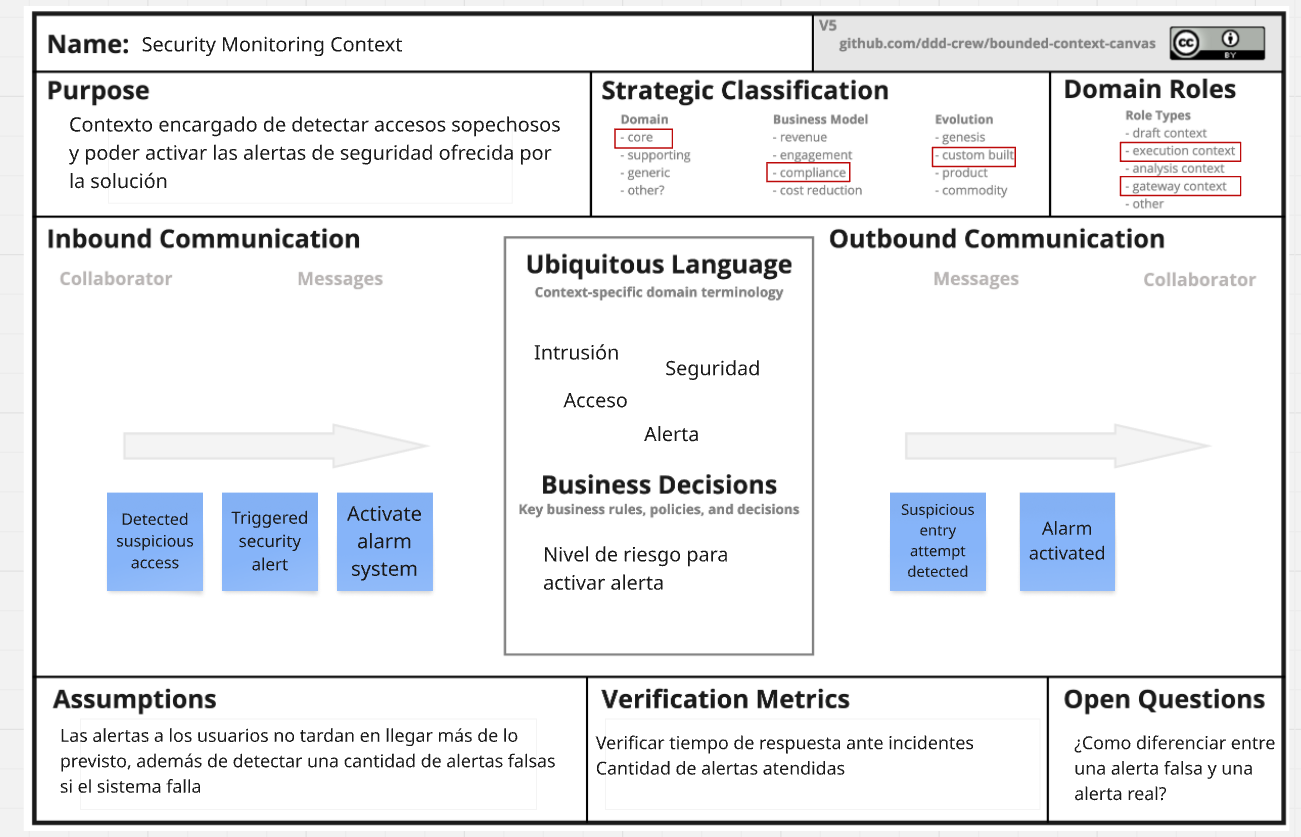 Name: Security Monitoring Context
V5
github.com/ddd-crew/bounded-context-canvas
cc
BY
Purpose
Contexto encargado de detectar accesos sopechosos
y poder activar las alertas de seguridad ofrecida por
la solución
Strategic Classification
Domain
- core
- supporting
- generic
- other?
Business Model
- revenue
- engagement
- compliance
- cost reduction
Evolution
- genesis
- custom built
- product
- commodity
Domain Roles
Role Types
- draft context
- execution context
- analysis context
- gateway context
- other
Inbound Communication
Collaborator
Messages
Detected
suspicious
access
Triggered
security
alert
Activate
alarm
system
Ubiquitous Language
Context-specific domain terminology
Intrusión
Seguridad
Acceso
Alerta
Business Decisions
Key business rules, policies, and decisions
Nivel de riesgo para
activar alerta
Outbound Communication
Messages
Collaborator
Suspicious
entry
attempt
detected
Alarm
activated
Assumptions
Las alertas a los usuarios no tardan en llegar más de lo
previsto, además de detectar una cantidad de alertas falsas
si el sistema falla
Verification Metrics
Verificar tiempo de respuesta ante incidentes
Cantidad de alertas atendidas
Open Questions
¿Como diferenciar entre
una alerta falsa y una
alerta real?